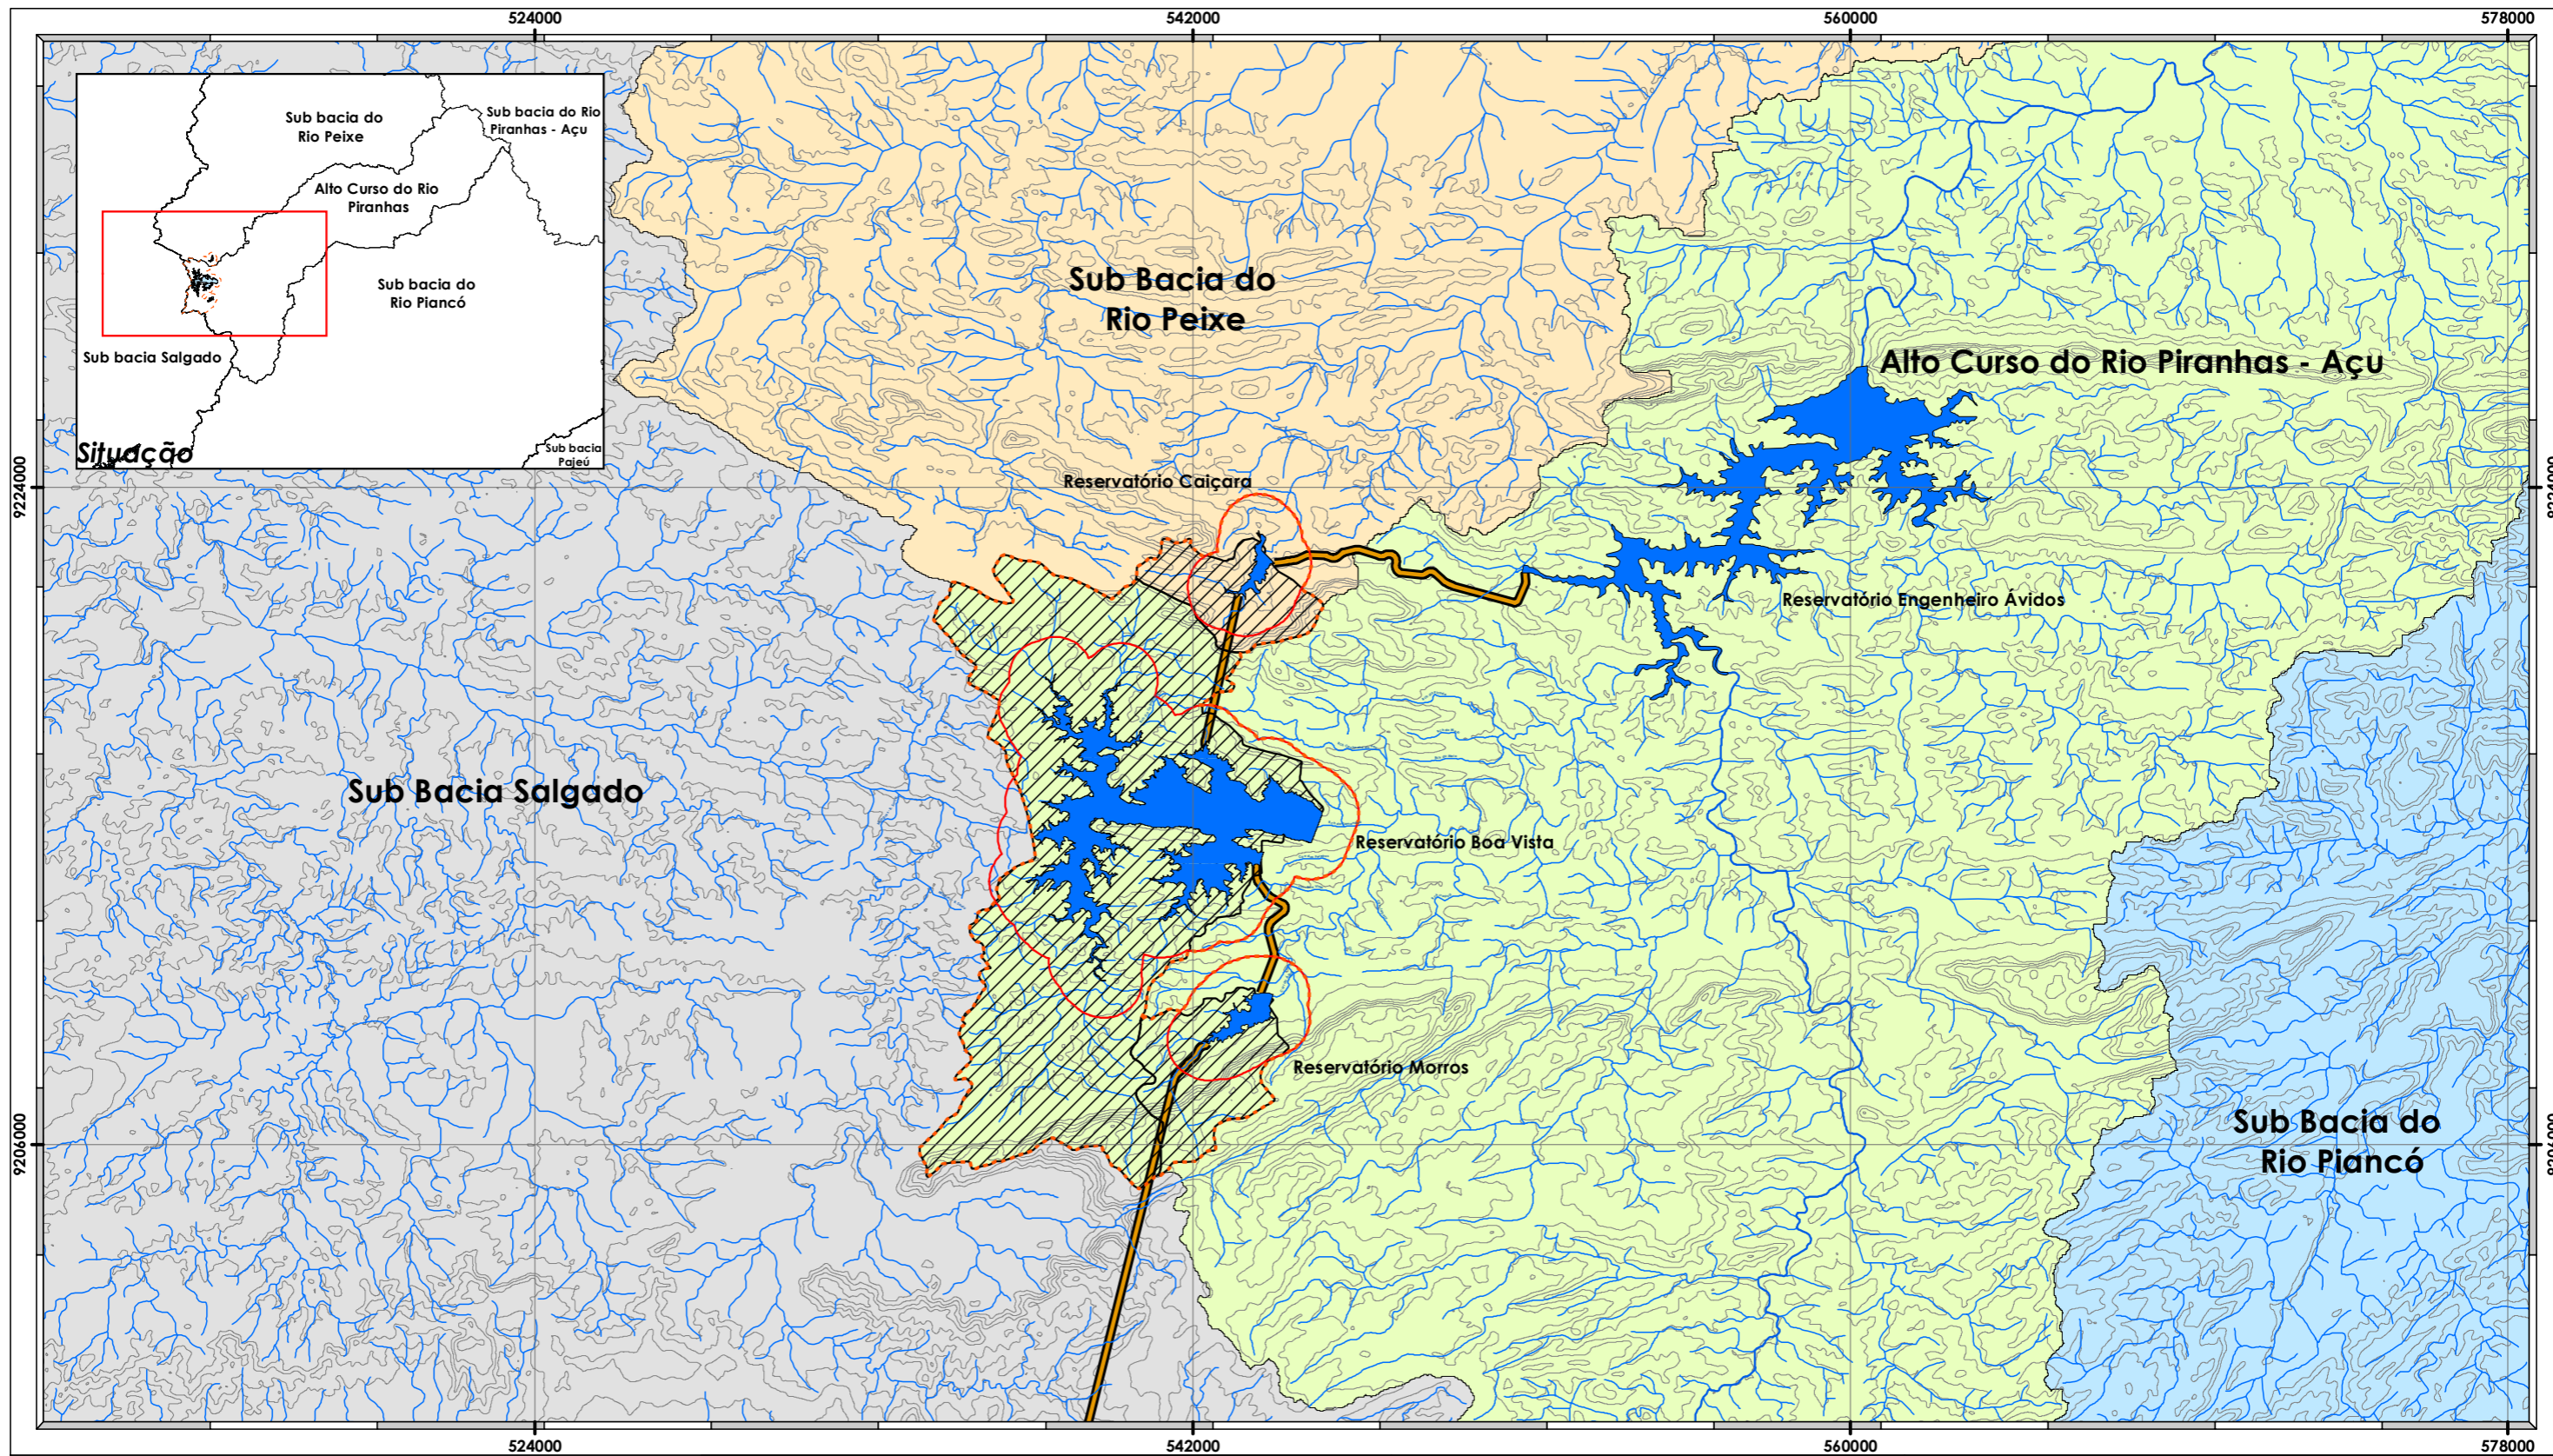 524000
542000
560000
578000
Sub bacia do
Rio Peixe
Sub bacia do Rio
Piranhas - Açu
Alto Curso do Rio
Piranhas
Sub bacia do
Rio Piancó
Sub bacia Salgado
Sub bacia
Pajeú
Situação
Sub Bacia do
Rio Peixe
Alto Curso do Rio Piranhas - Açu
9224000
9224000
Reservatório Caiçara
Reservatório Engenheiro Ávidos
Sub Bacia Salgado
Reservatório Boa Vista
Reservatório Morros
Sub Bacia do
Rio Piancó
9206000
9206000
524000
542000
560000
578000